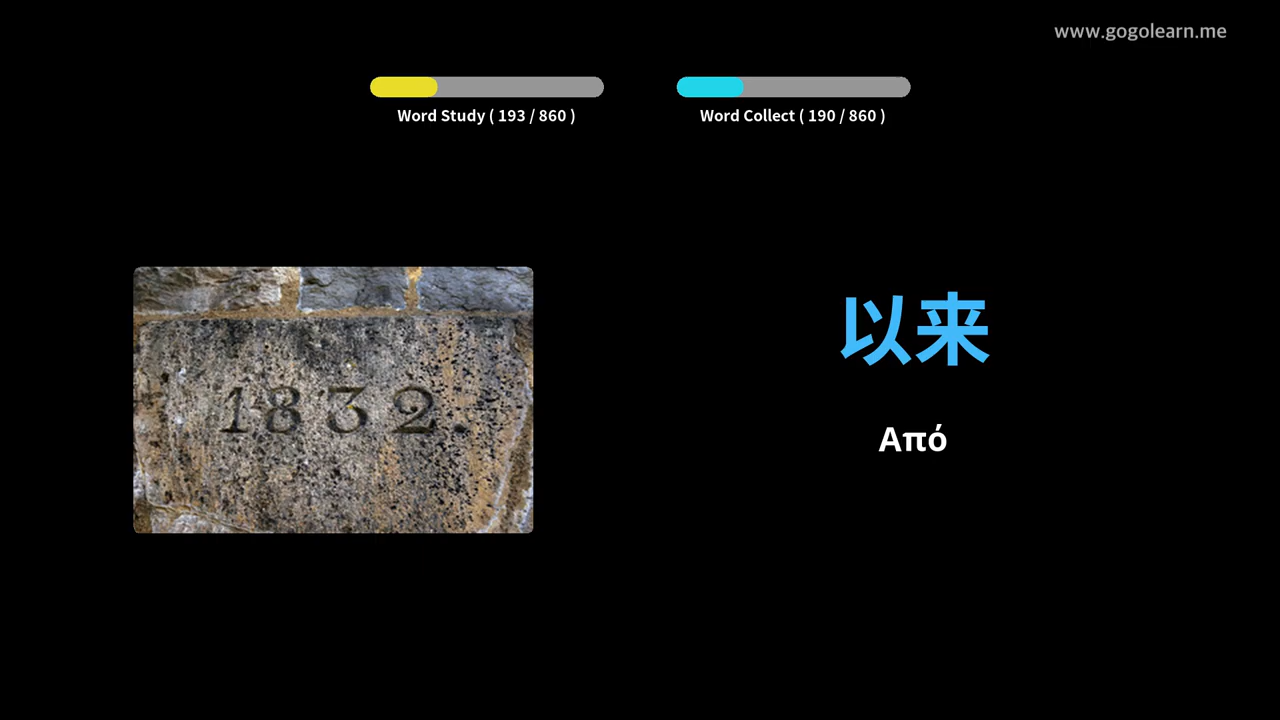 www.gogolearn.me
Word Study ( 193 / 860 )
Word Collect ( 190 / 860 )
1832.
以来
Από